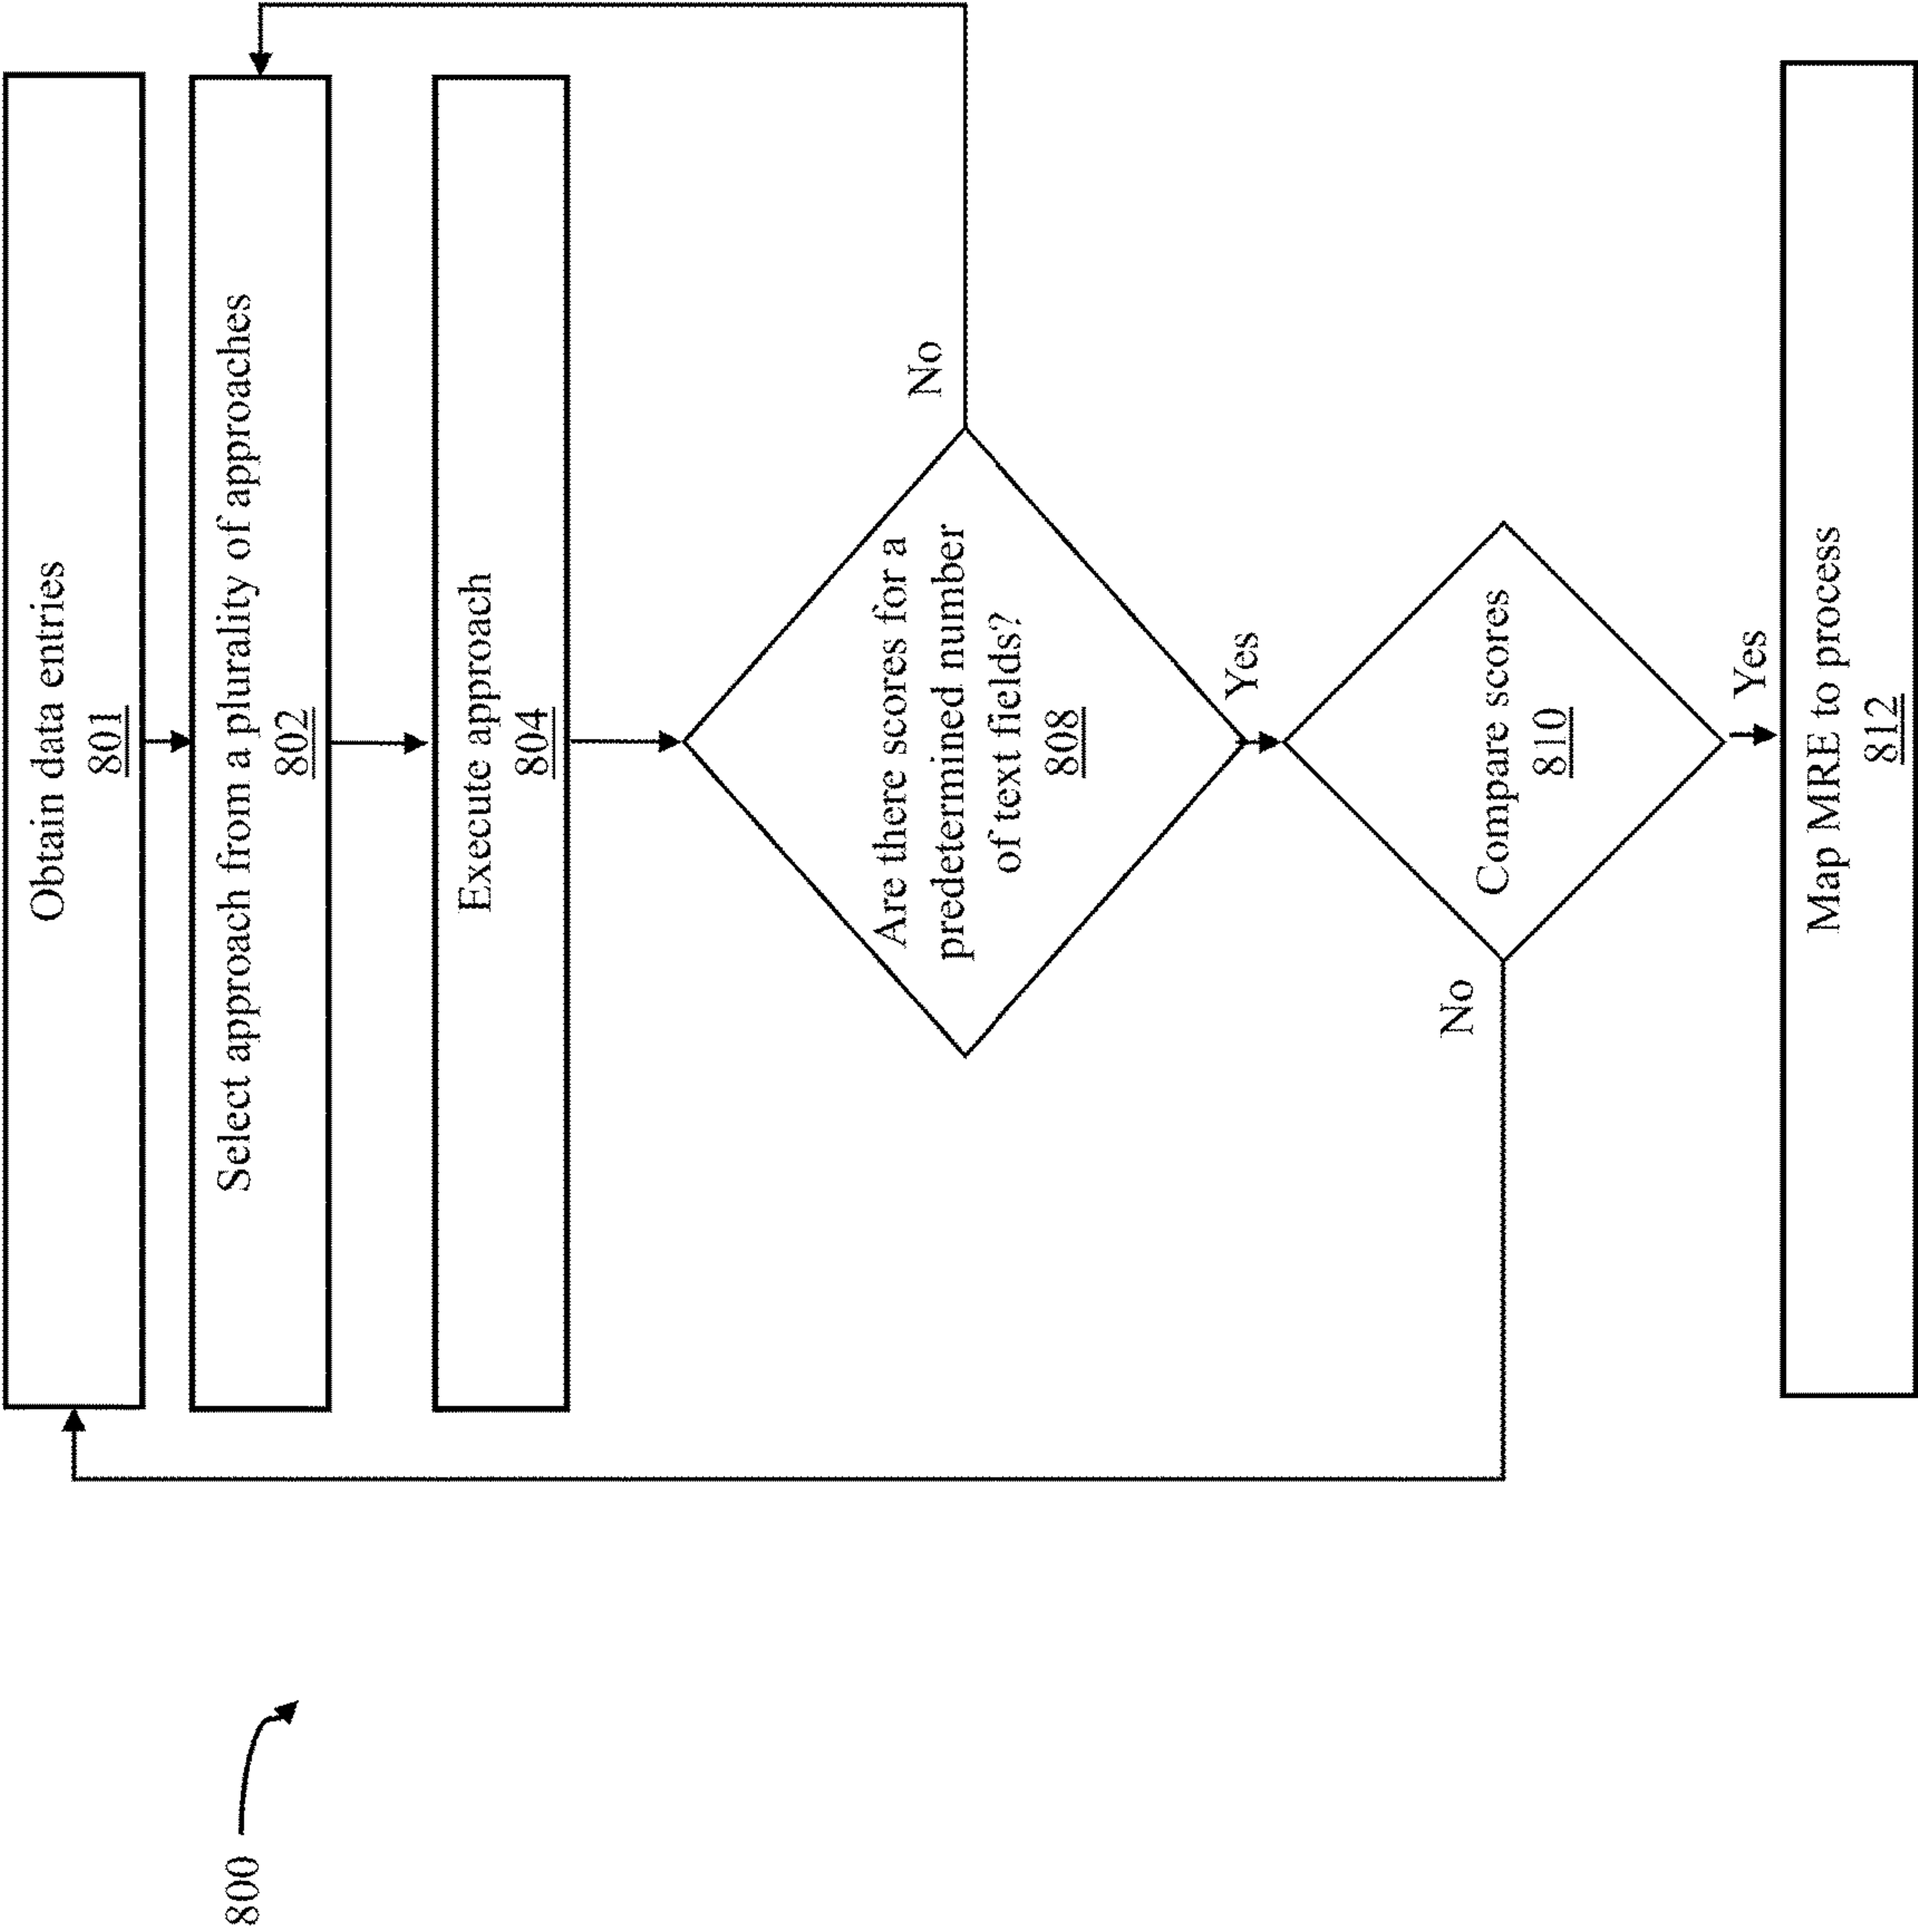 800
Obtain data entries
801
Select approach from a plurality of approaches
802
Execute approach
804
Are there scores for a
predetermined number
of text fields?
808
No
Yes
Compare scores
810
No
Yes
Map MRE to process
812